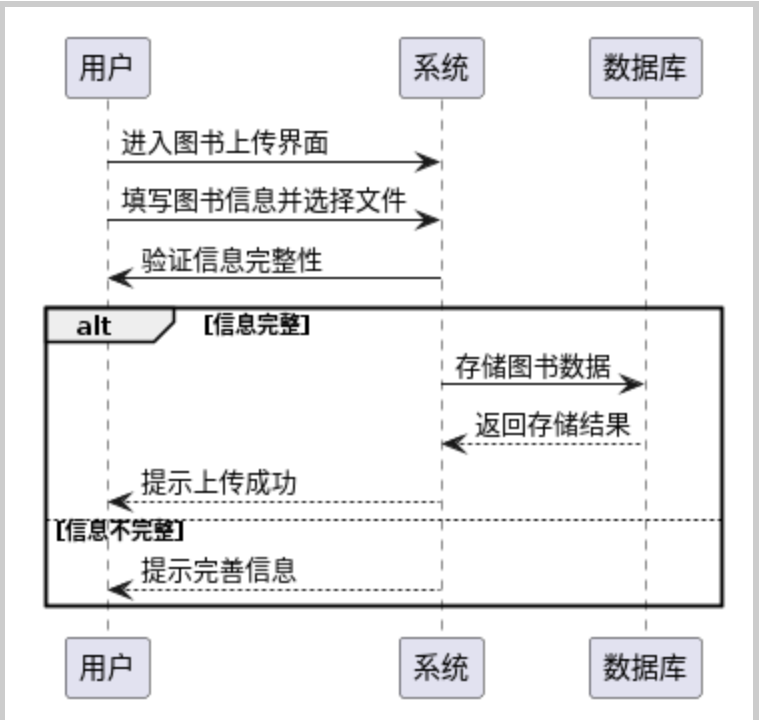 用户 系统 数据库
进入图书上传界面
填写图书信息并选择文件
验证信息完整性
alt [信息完整]
存储图书数据
返回存储结果
提示上传成功
[信息不完整]
提示完善信息
用户 系统 数据库